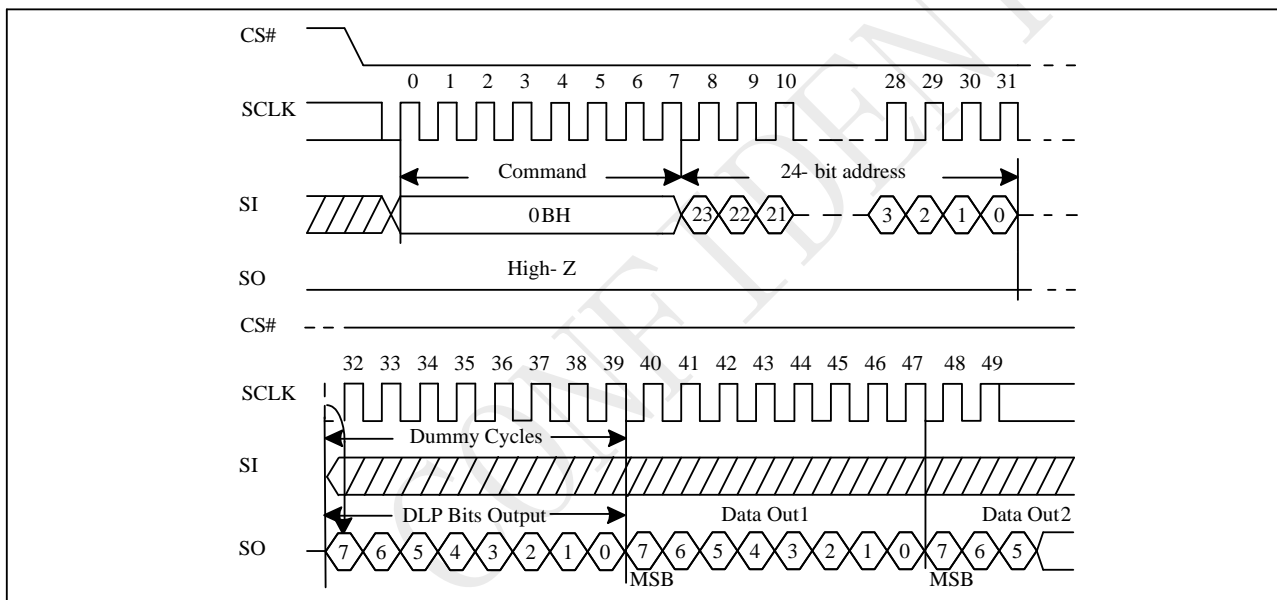 CS#
0 1 2 3 4 5 6 7 8 9 10 28 29 30 31
SCLK
Command 24- bit address
SI 0BH 23 22 21 3 2 1 0
High- Z
SO
CS#
32 33 34 35 36 37 38 39 40 41 42 43 44 45 46 47 48 49
SCLK
Dummy Cycles
SI
DLP Bits Output Data Out1 Data Out2
SO 7 6 5 4 3 2 1 0 7 6 5 4 3 2 1 0 7 6 5
MSB MSB
CONFIDEN